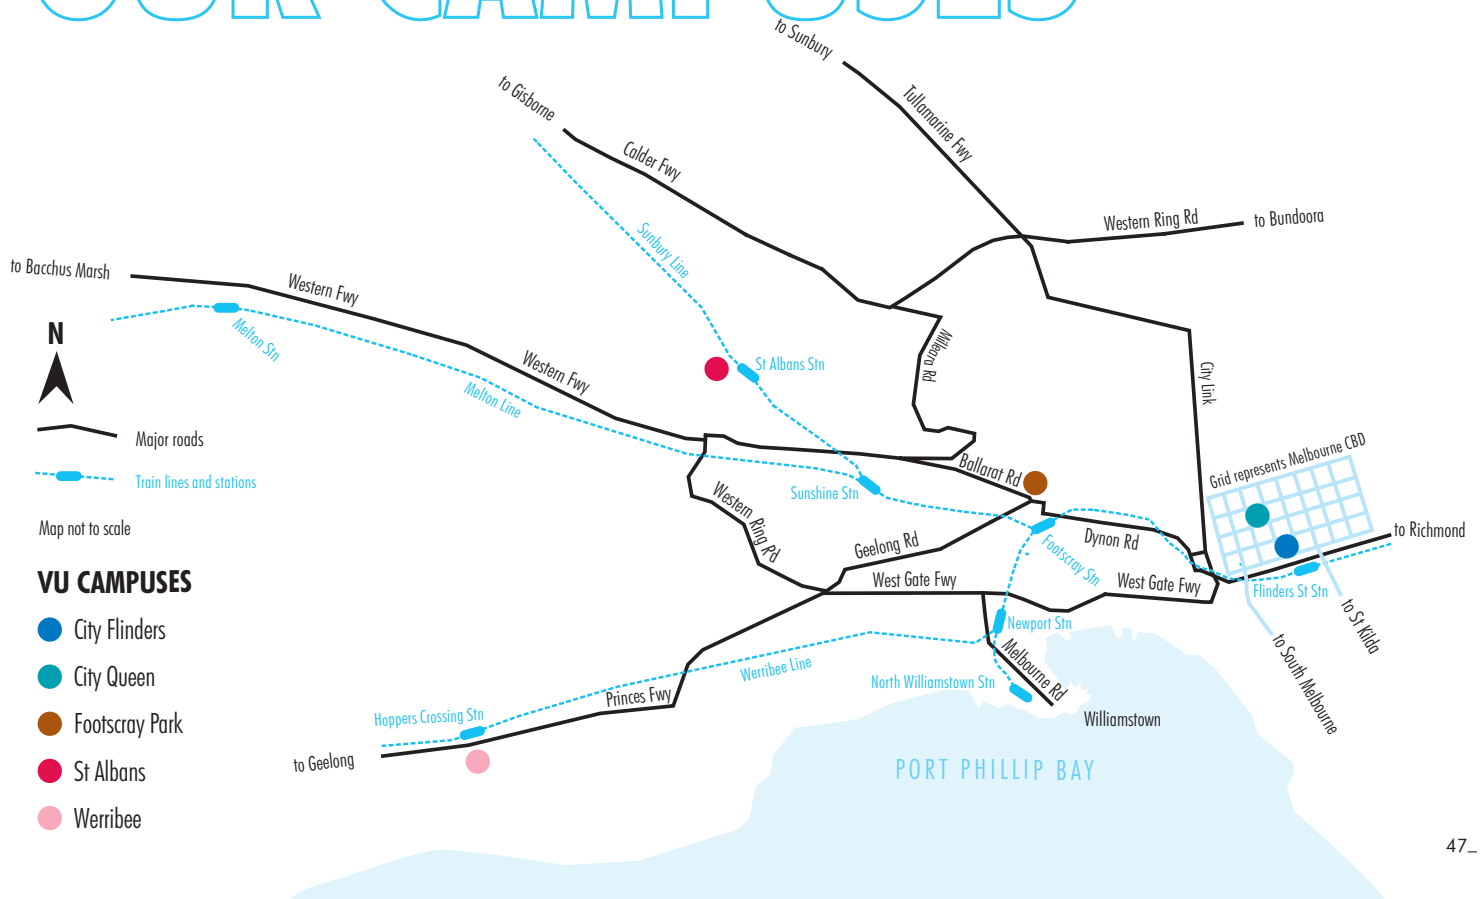 OUR CAMPUSES
to Sunbury
to Gisborne
Tullamarine Fwy
Calder Fwy
Western Ring Rd
to Bundoora
Sunbury Line
to Bacchus Marsh
Western Fwy
N
Melton Stn
Milleara Rd
Western Fwy
St Albans Stn
City Link
Melton Line
Major roads
Grid represents Melbourne CBD
Ballarat Rd
Train lines and stations
Sunshine Stn
Western Ring Rd
Map not to scale
to Richmond
Geelong Rd
Dynon Rd
Footscray Stn
VU CAMPUSES
West Gate Fwy
West Gate Fwy
Flinders St Stn
City Flinders
Newport Stn
to St Kilda
to South Melbourne
City Queen
Werribee Line
Melbourne Rd
North Williamstown Stn
Princes Fwy
Footscray Park
Hoppers Crossing Stn
Williamstown
to Geelong
St Albans
PORT PHILLIP BAY
Werribee
47_